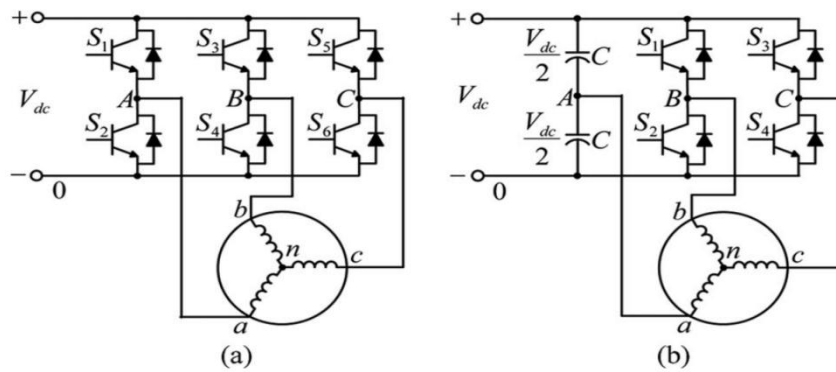 + S1 S3 S5
Vdc A B C
S2 S4 S6
− 0
b
n c
a
(a)
+ Vdc/2 C S1 S3
Vdc A B C
Vdc/2 C S2 S4
− 0
b
n c
a
(b)